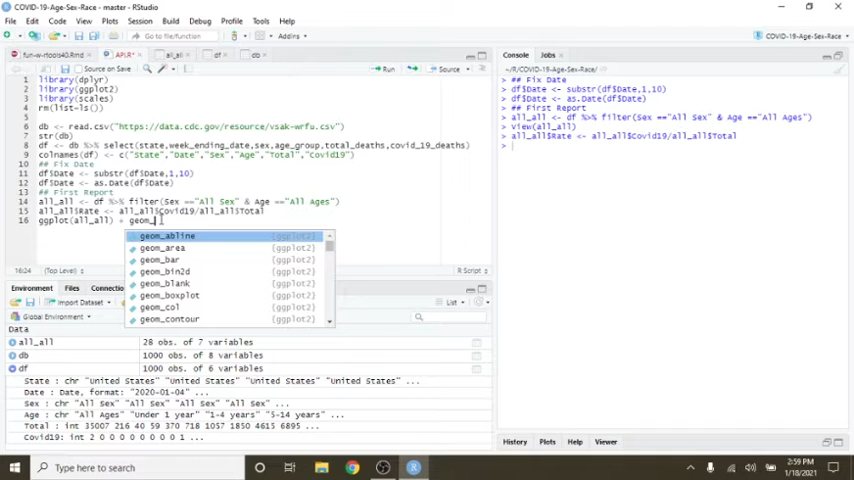 COVID-19-Age-Sex-Race - master - RStudio
File Edit Code View Plots Session Build Debug Profile Tools Help
Go to file/function Addins COVID-19-Age-Sex-Race
fun-w-rtools40.Rmd API.R* all_all df db
Source on Save Run Source
1 library(dplyr)
2 library(ggplot2)
3 library(scales)
4 rm(list=ls())
5
6 db <- read.csv("https://data.cdc.gov/resource/vsak-wrfu.csv")
7 str(db)
8 df <- db %>% select(state,week_ending_date,sex,age_group,total_deaths,covid_19_deaths)
9 colnames(df) <- c("State","Date","Sex","Age","Total","Covid19")
10 ## Fix Date
11 df$Date <- substr(df$Date,1,10)
12 df$Date <- as.Date(df$Date)
13 ## First Report
14 all_all <- df %>% filter(Sex =="All Sex" & Age =="All Ages")
15 all_all$Rate <- all_all$Covid19/all_all$Total
16 ggplot(all_all) + geom_
geom_abline {ggplot2}
geom_area {ggplot2}
geom_bar {ggplot2}
geom_bin2d {ggplot2}
geom_blank {ggplot2}
geom_boxplot {ggplot2}
geom_col {ggplot2}
geom_contour {ggplot2}
16:24 (Top Level) R Script
Environment Files Connectio
Import Dataset List
Global Environment
Data
all_all 28 obs. of 7 variables
db 1000 obs. of 8 variables
df 1000 obs. of 6 variables
State : chr "United States" "United States" "United States" "United States" ...
Date : Date, format: "2020-01-04" ...
Sex : chr "All Sex" "All Sex" "All Sex" "All Sex" ...
Age : chr "All Ages" "Under 1 year" "1-4 years" "5-14 years" ...
Total : int 35007 216 40 59 370 718 1057 1850 4615 6895 ...
Covid19: int 2 0 0 0 0 0 0 0 0 1 ...
Console Jobs
~/R/COVID-19-Age-Sex-Race/
> ## Fix Date
> df$Date <- substr(df$Date,1,10)
> df$Date <- as.Date(df$Date)
> ## First Report
> all_all <- df %>% filter(Sex =="All Sex" & Age =="All Ages")
> View(all_all)
> all_all$Rate <- all_all$Covid19/all_all$Total
>
History Plots Help Viewer
Type here to search
2:59 PM
1/18/2021